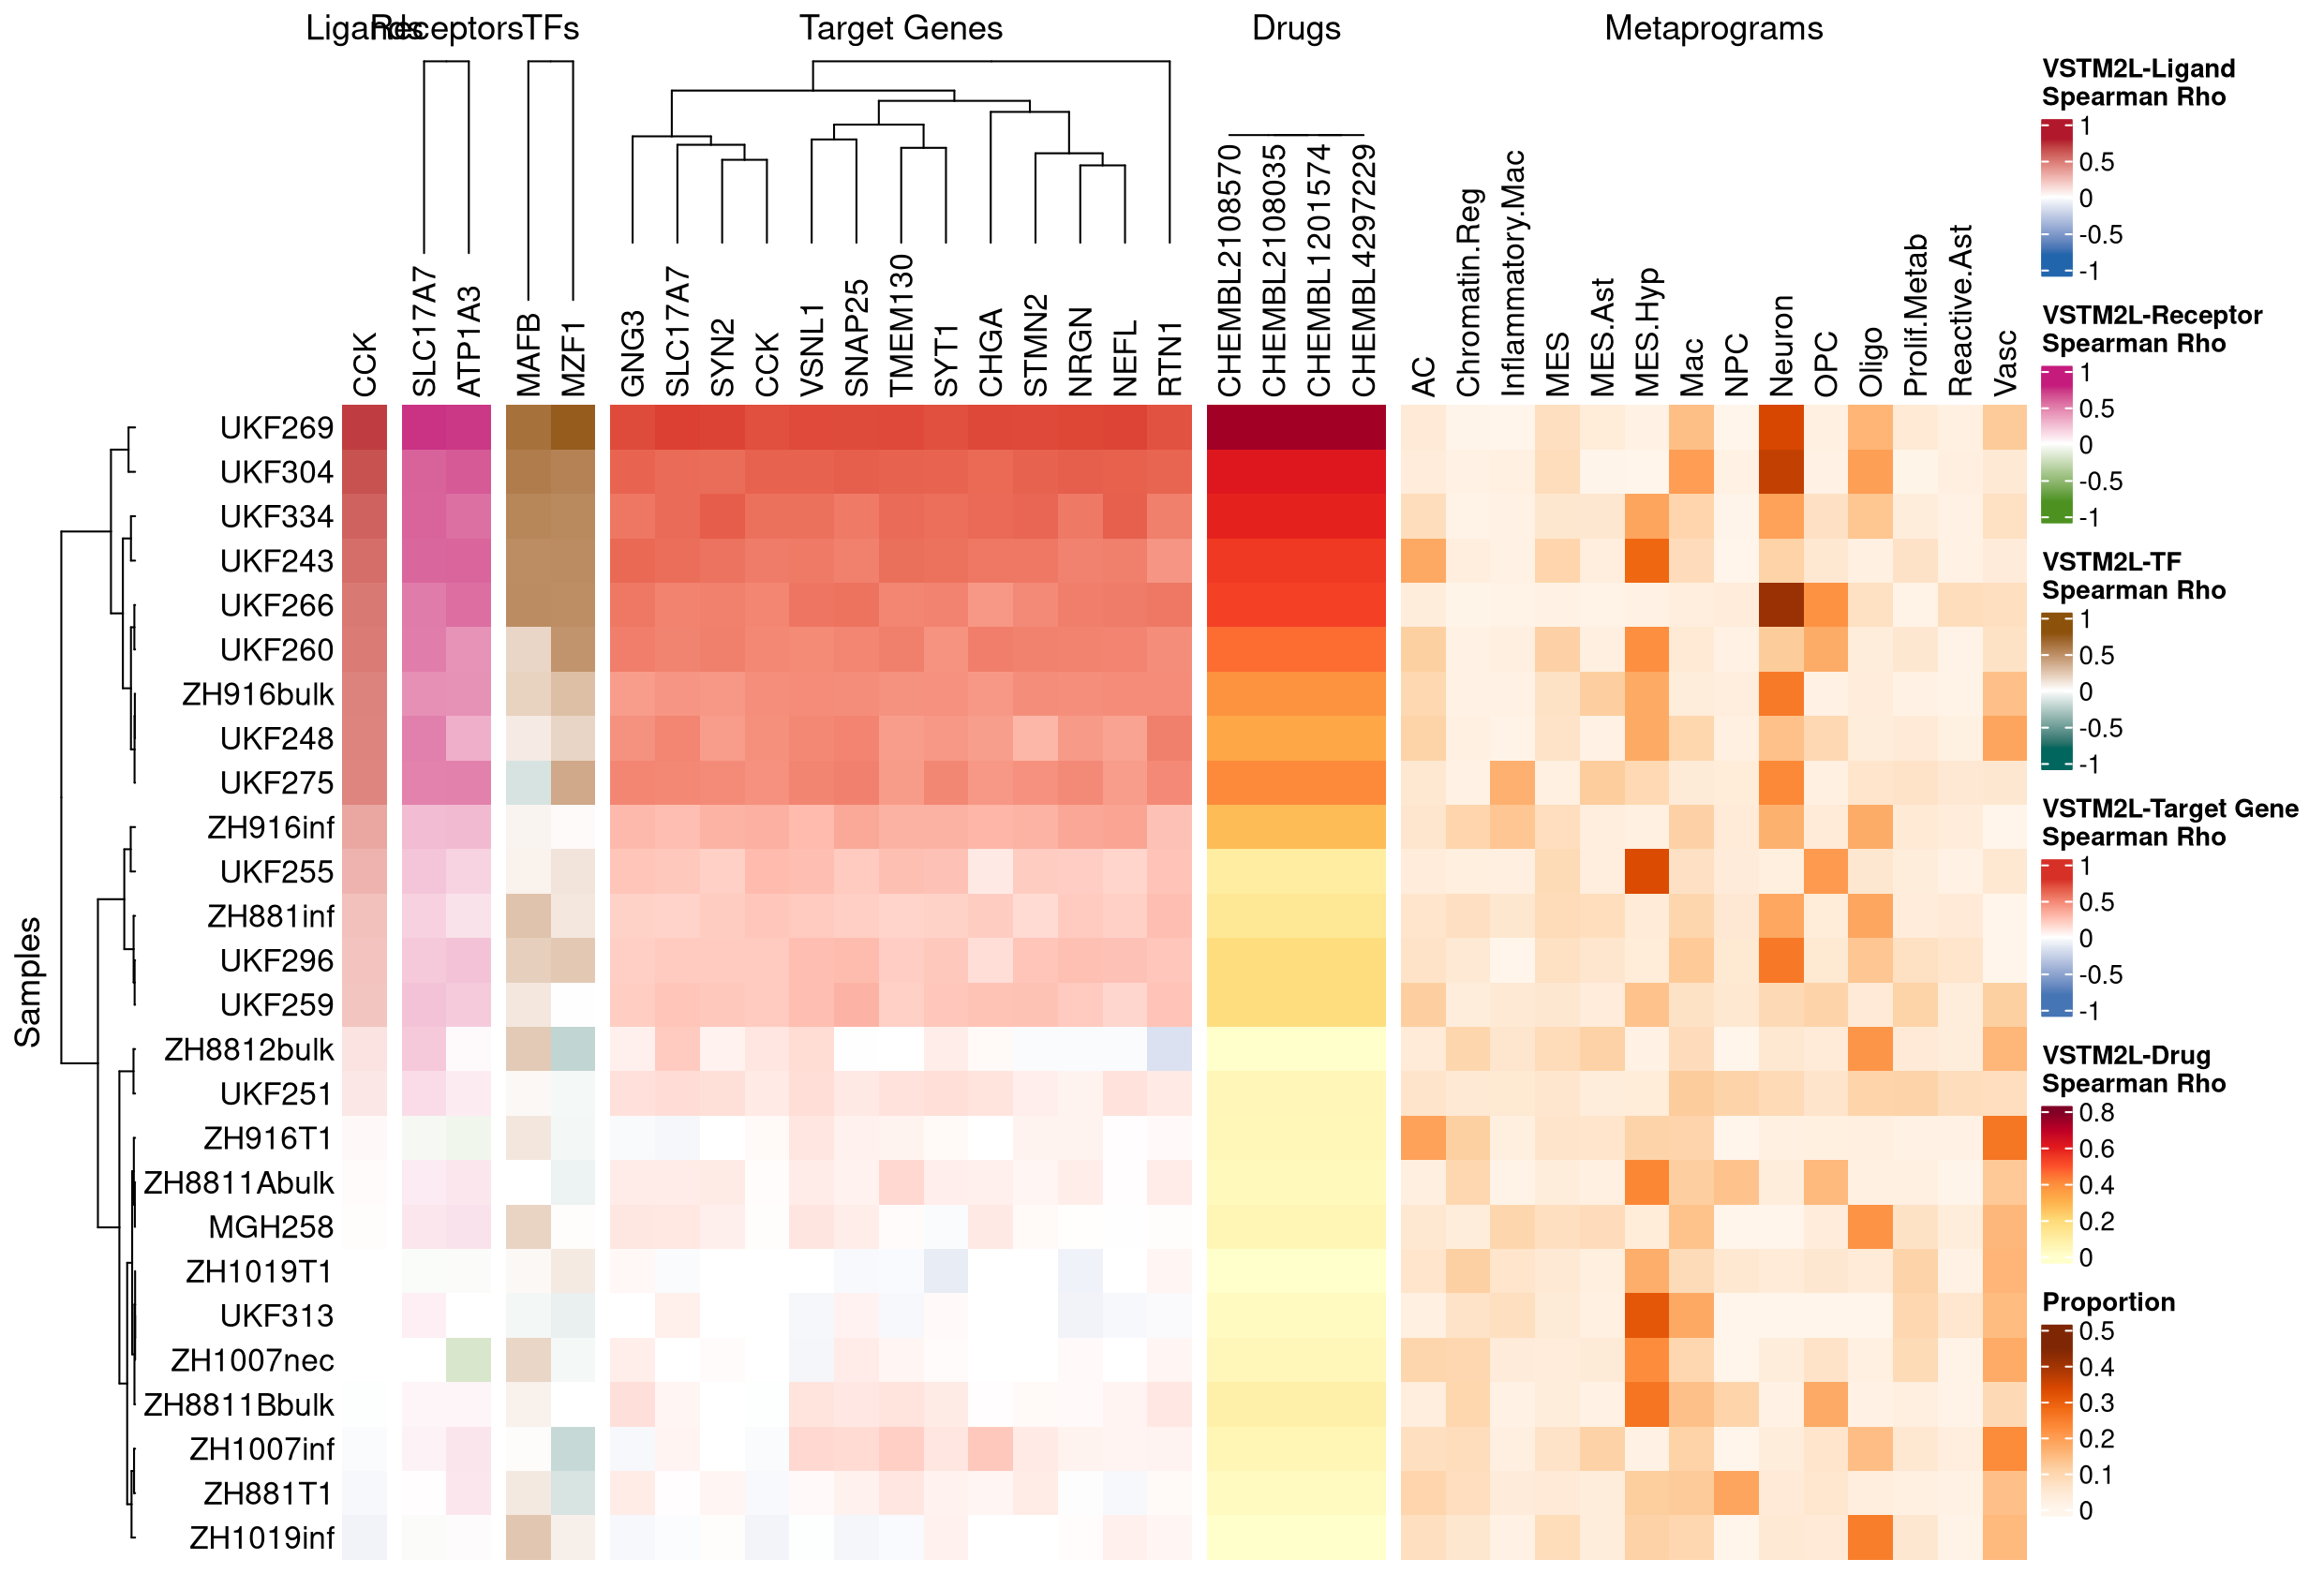 Ligands
Receptors
TFs
Target Genes
Drugs
Metaprograms
CCK
SLC17A7
ATP1A3
MAFB
MZF1
GNG3
SLC17A7
SYN2
CCK
VSNL1
SNAP25
TMEM130
SYT1
CHGA
STMN2
NRGN
NEFL
RTN1
CHEMBL2108570
CHEMBL2108035
CHEMBL1201574
CHEMBL4297229
AC
Chromatin.Reg
Inflammatory.Mac
MES
MES.Ast
MES.Hyp
Mac
NPC
Neuron
OPC
Oligo
Prolif.Metab
Reactive.Ast
Vasc
Samples
UKF269
UKF304
UKF334
UKF243
UKF266
UKF260
ZH916bulk
UKF248
UKF275
ZH916inf
UKF255
ZH881inf
UKF296
UKF259
ZH8812bulk
UKF251
ZH916T1
ZH8811Abulk
MGH258
ZH1019T1
UKF313
ZH1007nec
ZH8811Bbulk
ZH1007inf
ZH881T1
ZH1019inf
VSTM2L-Ligand
Spearman Rho
1
0.5
0
-0.5
-1
VSTM2L-Receptor
Spearman Rho
1
0.5
0
-0.5
-1
VSTM2L-TF
Spearman Rho
1
0.5
0
-0.5
-1
VSTM2L-Target Gene
Spearman Rho
1
0.5
0
-0.5
-1
VSTM2L-Drug
Spearman Rho
0.8
0.6
0.4
0.2
0
Proportion
0.5
0.4
0.3
0.2
0.1
0